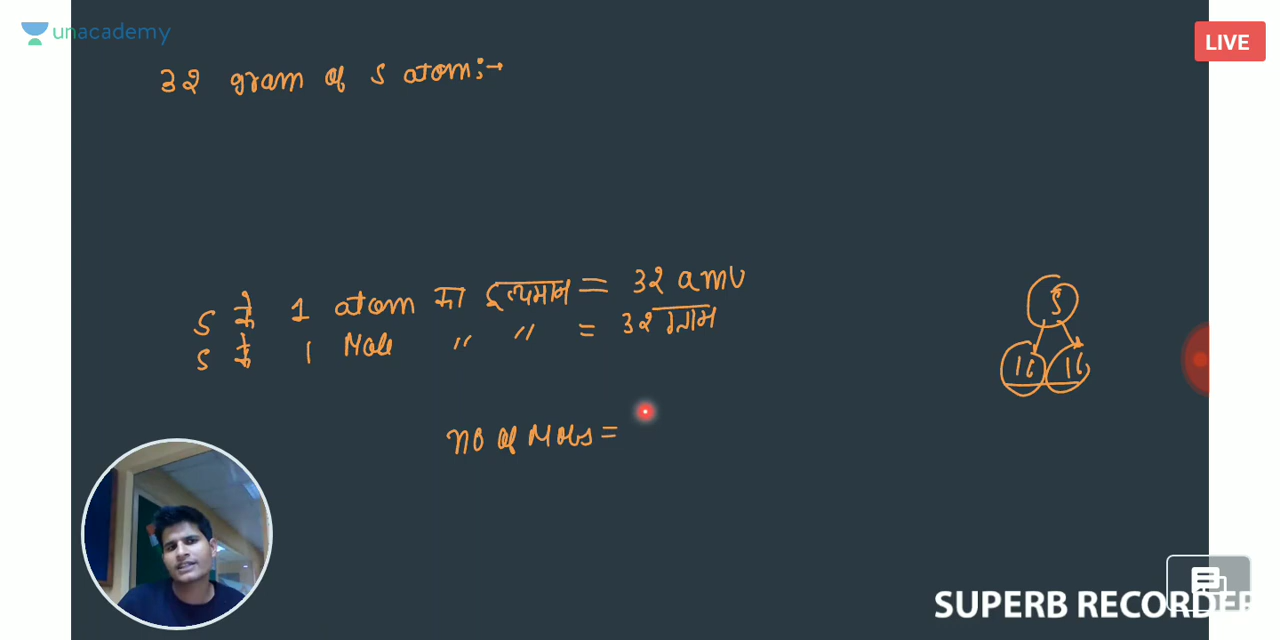 unacademy
LIVE
32 gram of S atom:→
S के 1 atom का द्रव्यमान = 32 amu
S के 1 Mole " " = 32 ग्राम
S
16 16
no of Moles =
SUPERB RECORDER